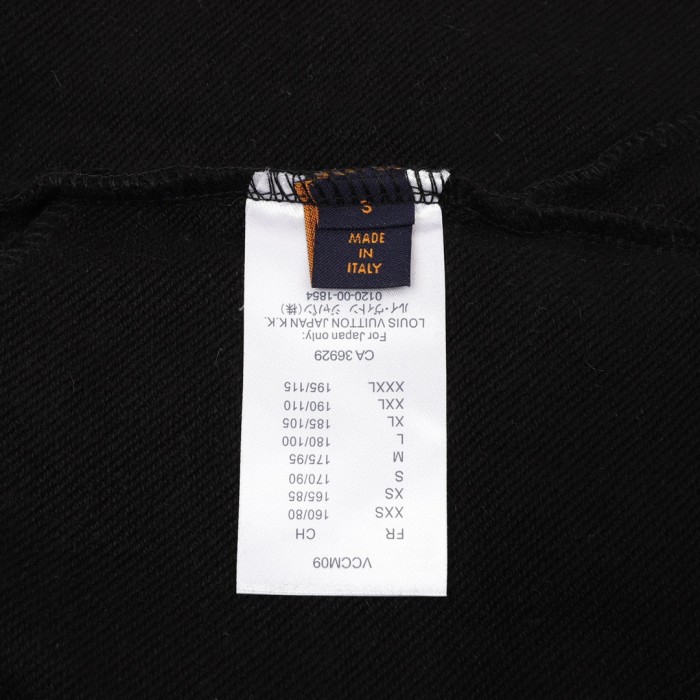 S
MADE
IN
ITALY
VCCM09
FR CH
XXS 160/80
XS 165/85
S 170/90
M 175/95
L 180/100
XL 185/105
XXL 190/110
XXXL 195/115
CA 36929
For Japan only:
LOUIS VUITTON JAPAN K.K.
ルイ・ヴィトン ジャパン(株)
0120-00-1854